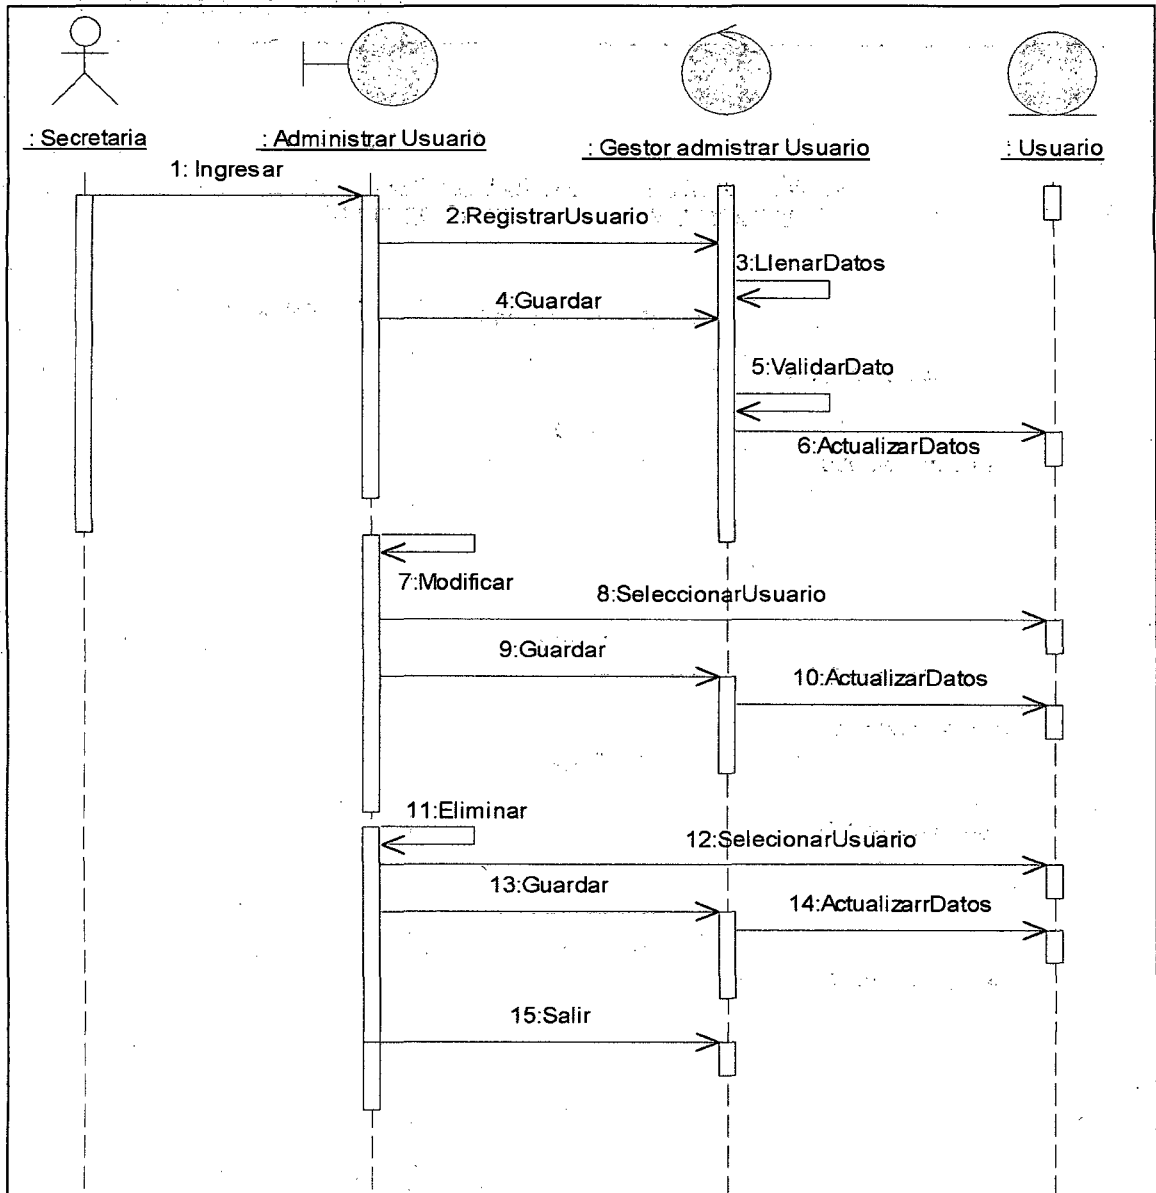 : Secretaria
: Administrar Usuario
: Gestor admistrar Usuario
: Usuario
1: Ingresar
2:RegistrarUsuario
3:LlenarDatos
4:Guardar
5:ValidarDato
6:ActualizarDatos
7:Modificar
8:SeleccionarUsuario
9:Guardar
10:ActualizarDatos
11:Eliminar
12:SelecionarUsuario
13:Guardar
14:ActualizarrDatos
15:Salir